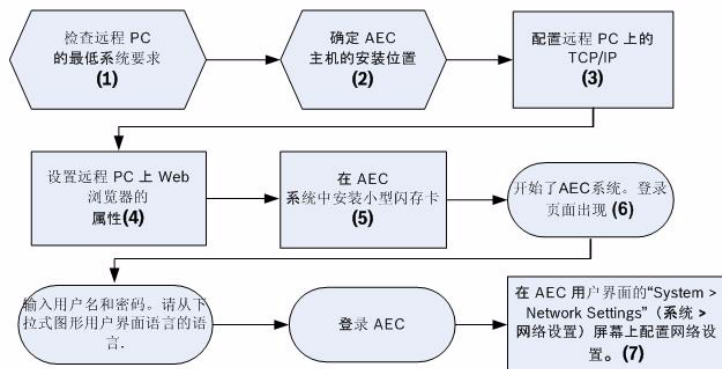 检查远程 PC
的最低系统要求
(1)
确定 AEC
主机的安装位置
(2)
配置远程 PC 上的
TCP/IP
(3)
设置远程 PC 上 Web
浏览器的
属性(4)
在 AEC
系统中安装小型闪存卡
(5)
开始了AEC系统。登录
页面出现 (6)
输入用户名和密码。请从下
拉式图形用户界面语言的语
言.
登录 AEC
在 AEC 用户界面的“System >
Network Settings”（系统 >
网络设置）屏幕上配置网络设
置。(7)